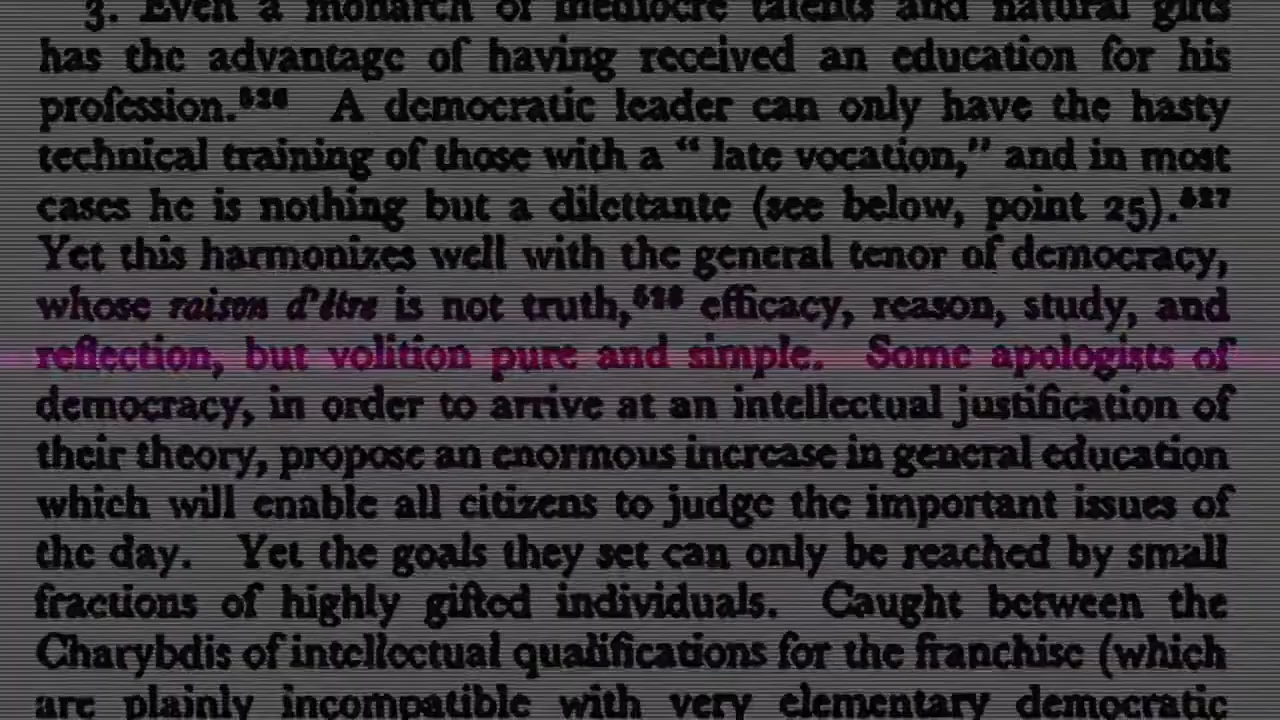 3. Even a monarch of mediocre talents and natural gifts
has the advantage of having received an education for his
profession.⁶²⁶ A democratic leader can only have the hasty
technical training of those with a “ late vocation,” and in most
cases he is nothing but a dilettante (see below, point 25).⁶²⁷
Yet this harmonizes well with the general tenor of democracy,
whose raison d'être is not truth,⁶²⁸ efficacy, reason, study, and
reflection, but volition pure and simple. Some apologists of
democracy, in order to arrive at an intellectual justification of
their theory, propose an enormous increase in general education
which will enable all citizens to judge the important issues of
the day. Yet the goals they set can only be reached by small
fractions of highly gifted individuals. Caught between the
Charybdis of intellectual qualifications for the franchise (which
are plainly incompatible with very elementary democratic